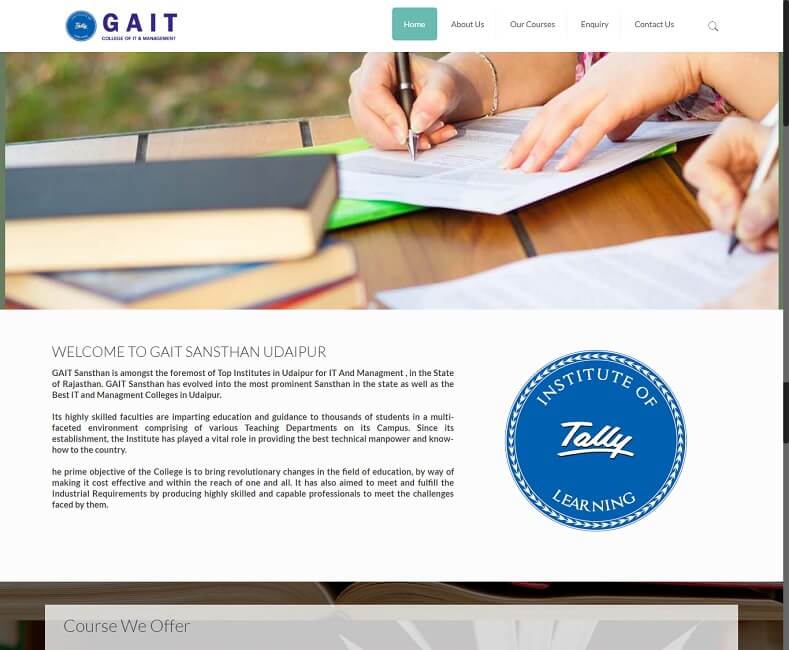 GAIT
COLLEGE OF IT & MANAGEMENT
Home
About Us
Our Courses
Enquiry
Contact Us
WELCOME TO GAIT SANSTHAN UDAIPUR
GAIT Sansthan is amongst the foremost of Top Institutes in Udaipur for IT And Managment , in the State
of Rajasthan. GAIT Sansthan has evolved into the most prominent Sansthan in the state as well as the
Best IT and Managment Colleges in Udaipur.
Its highly skilled faculties are imparting education and guidance to thousands of students in a multi-
faceted environment comprising of various Teaching Departments on its Campus. Since its
establishment, the Institute has played a vital role in providing the best technical manpower and know-
how to the country.
he prime objective of the College is to bring revolutionary changes in the field of education, by way of
making it cost effective and within the reach of one and all. It has also aimed to meet and fulfill the
Industrial Requirements by producing highly skilled and capable professionals to meet the challenges
faced by them.
INSTITUTE OF
Tally
LEARNING
Course We Offer